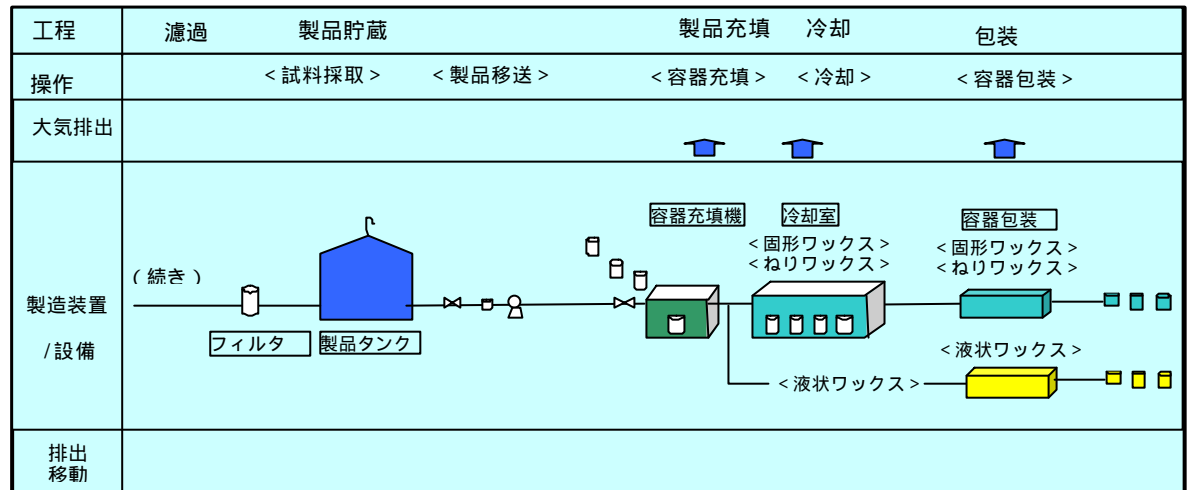 工程 濾過 製品貯蔵 製品充填 冷却 包装
操作 <試料採取> <製品移送> <容器充填> <冷却> <容器包装>
大気排出
容器充填機 冷却室 容器包装
<固形ワックス> <固形ワックス>
<ねりワックス> <ねりワックス>
(続き)
製造装置
/設備
フィルタ 製品タンク
<液状ワックス>
<液状ワックス>
排出
移動